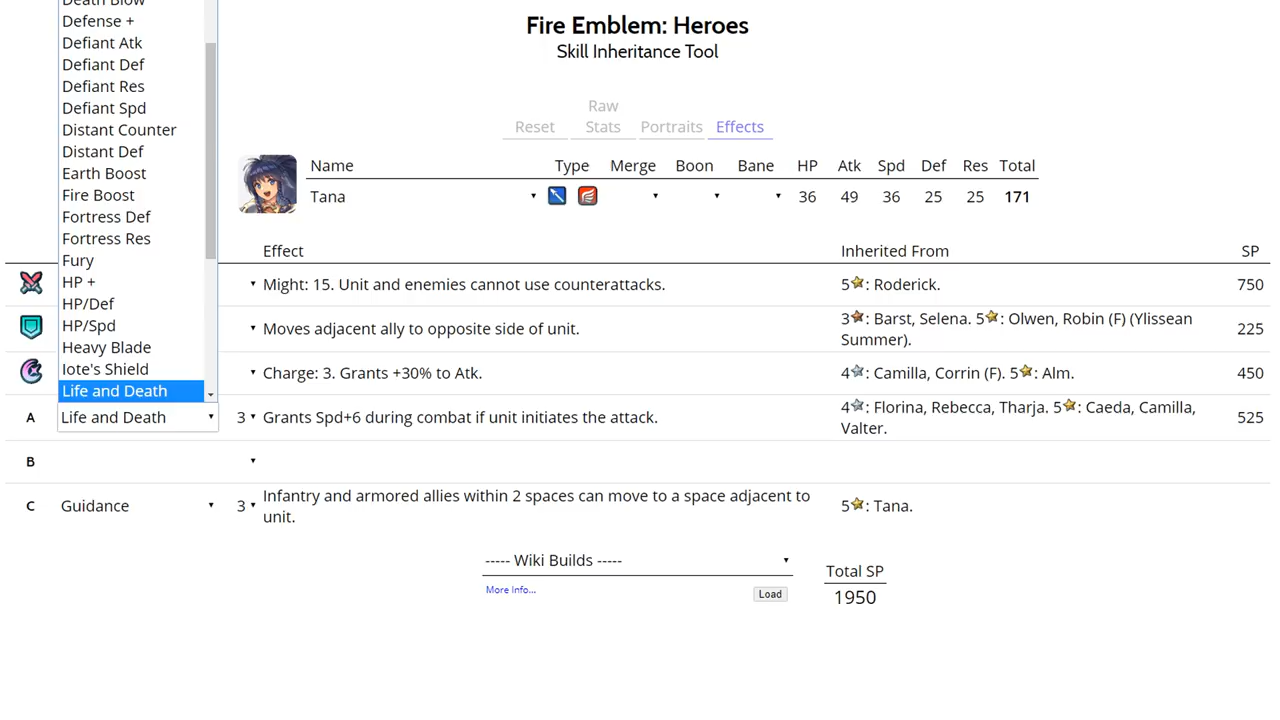 Fire Emblem: Heroes
Skill Inheritance Tool
Reset
Raw
Stats
Portraits
Effects
Name
Type
Merge
Boon
Bane
HP
Atk
Spd
Def
Res
Total
Tana
36
49
36
25
25
171
Death Blow
Defense +
Defiant Atk
Defiant Def
Defiant Res
Defiant Spd
Distant Counter
Distant Def
Earth Boost
Fire Boost
Fortress Def
Fortress Res
Fury
HP +
HP/Def
HP/Spd
Heavy Blade
Iote's Shield
Life and Death
Effect
Inherited From
SP
Might: 15. Unit and enemies cannot use counterattacks.
5: Roderick.
750
Moves adjacent ally to opposite side of unit.
3: Barst, Selena. 5: Olwen, Robin (F) (Ylissean
Summer).
225
Charge: 3. Grants +30% to Atk.
4: Camilla, Corrin (F). 5: Alm.
450
A
Life and Death
3
Grants Spd+6 during combat if unit initiates the attack.
4: Florina, Rebecca, Tharja. 5: Caeda, Camilla,
Valter.
525
B
C
Guidance
3
Infantry and armored allies within 2 spaces can move to a space adjacent to
unit.
5: Tana.
----- Wiki Builds -----
More Info...
Load
Total SP
1950